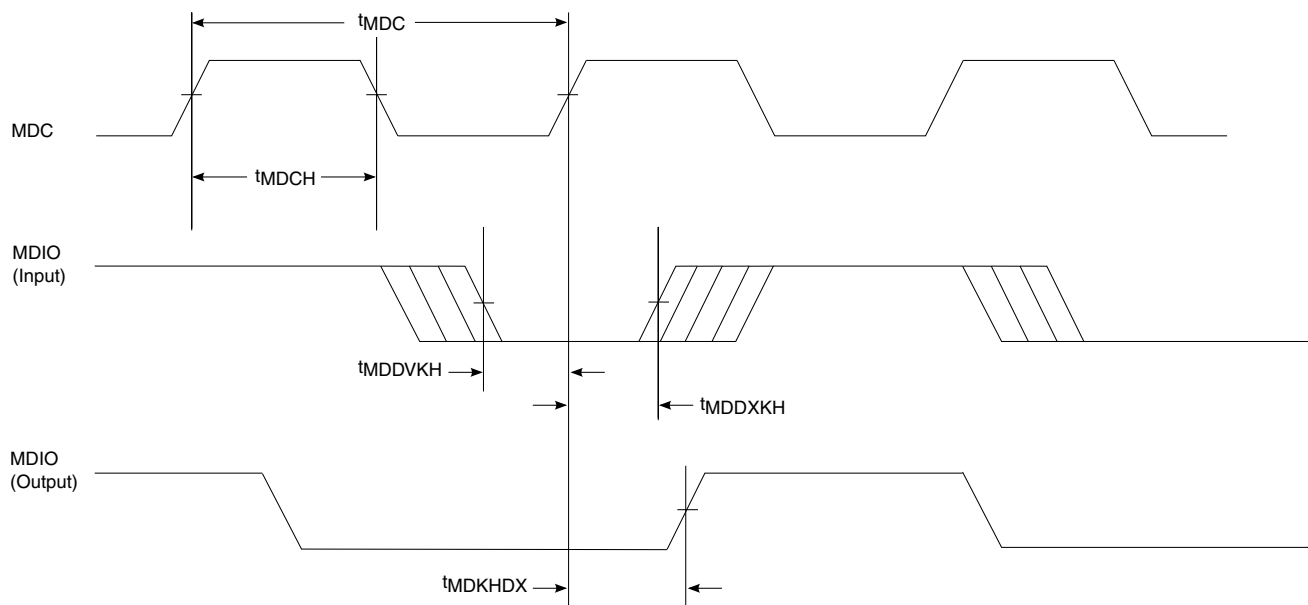 tMDC
MDC
tMDCH
MDIO
(Input)
tMDDVKH
tMDDXKH
MDIO
(Output)
tMDKHDX